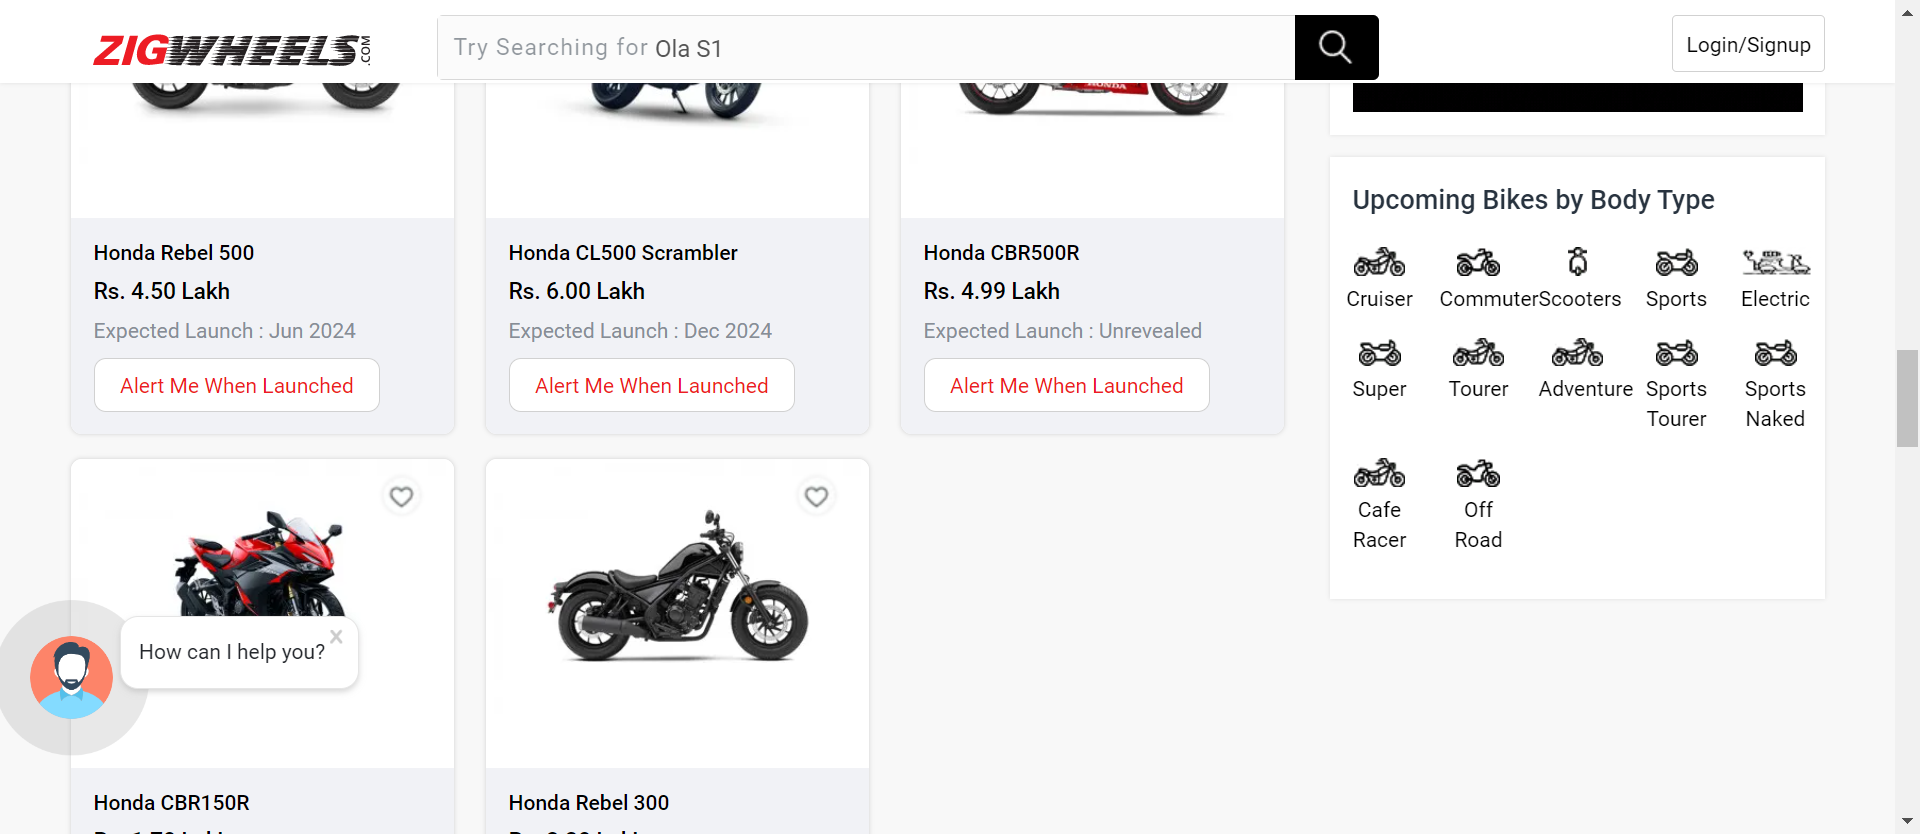 ZIGWHEELS.COM
Try Searching for Ola S1
Login/Signup
HONDA
Honda Rebel 500
Rs. 4.50 Lakh
Expected Launch : Jun 2024
Alert Me When Launched
Honda CL500 Scrambler
Rs. 6.00 Lakh
Expected Launch : Dec 2024
Alert Me When Launched
Honda CBR500R
Rs. 4.99 Lakh
Expected Launch : Unrevealed
Alert Me When Launched
Upcoming Bikes by Body Type
Cruiser
Commuter
Scooters
Sports
Electric
Super
Tourer
Adventure
Sports
Tourer
Sports
Naked
Cafe
Racer
Off
Road
How can I help you?
x
Honda CBR150R
Honda Rebel 300